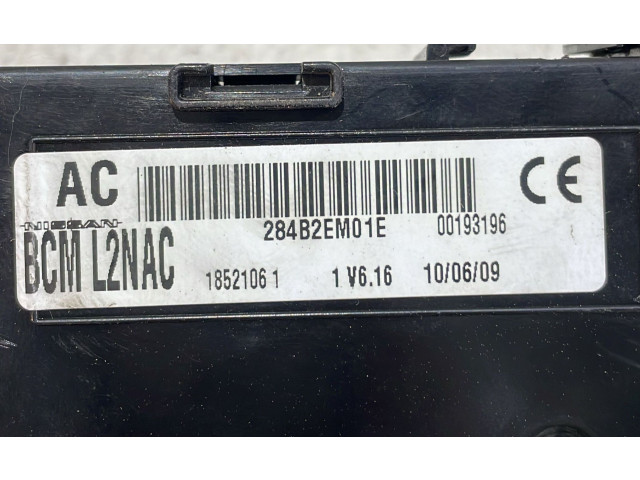 AC
284B2EM01E 00193196
CE
NISSAN
BCM L2NAC
18521061 1 V6.16 10/06/09